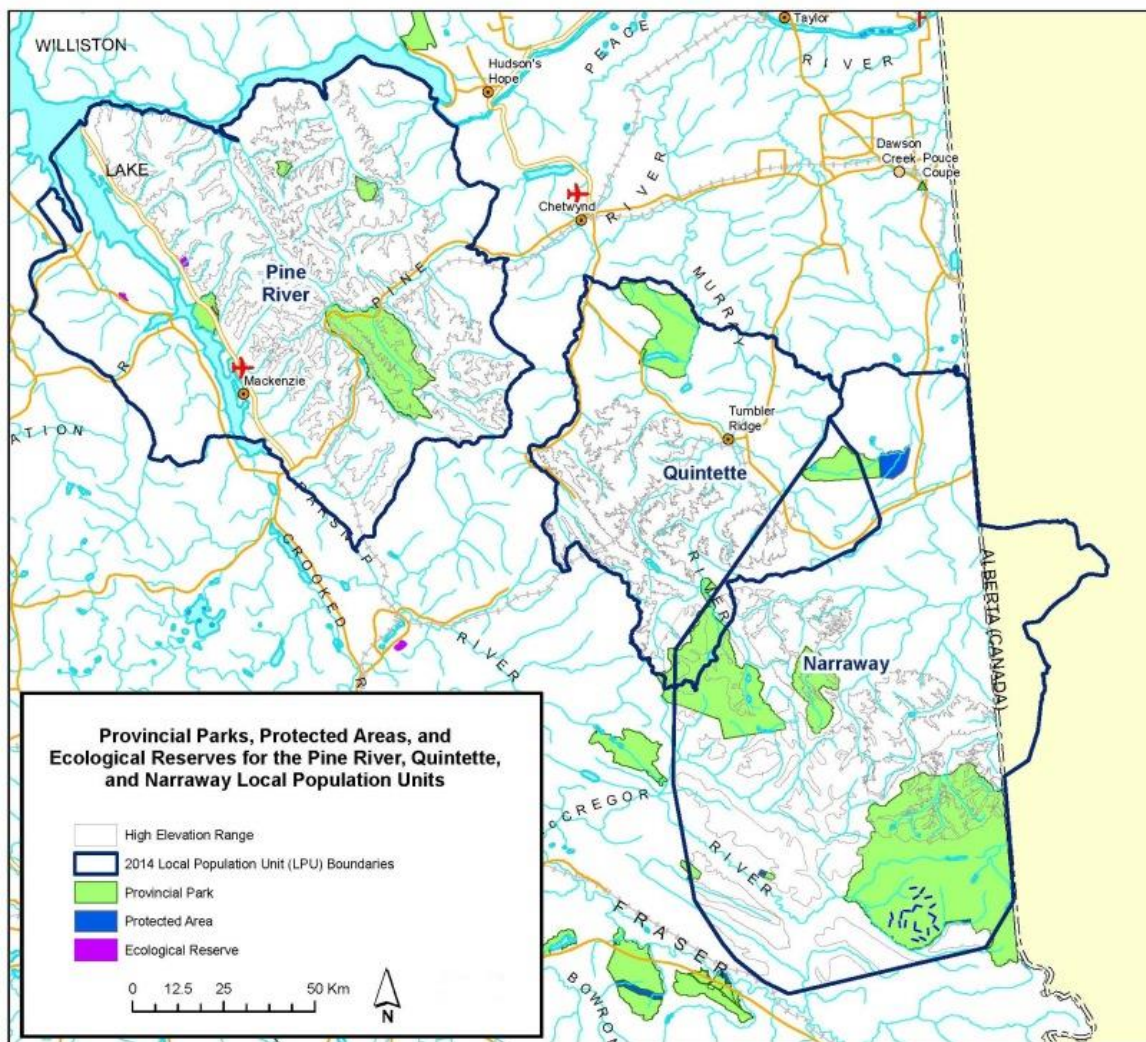 WILLISTON
LAKE
Hudson's
Hope
PEACE
RIVER
Taylor
Dawson
Creek
Pouce
Coupe
Chetwynd
RIVER
PINE
Pine
River
Mackenzie
MURRAY
Tumbler
Ridge
Quintette
RIVER
Narraway
ALBERTA (CANADA)
ATION
R
PARSNIP
CROOKED
R
RIVER
McGREGOR
RIVER
FRASER
BOWRON
Provincial Parks, Protected Areas, and
Ecological Reserves for the Pine River, Quintette,
and Narraway Local Population Units
High Elevation Range
2014 Local Population Unit (LPU) Boundaries
Provincial Park
Protected Area
Ecological Reserve
0 12.5 25 50 Km
N